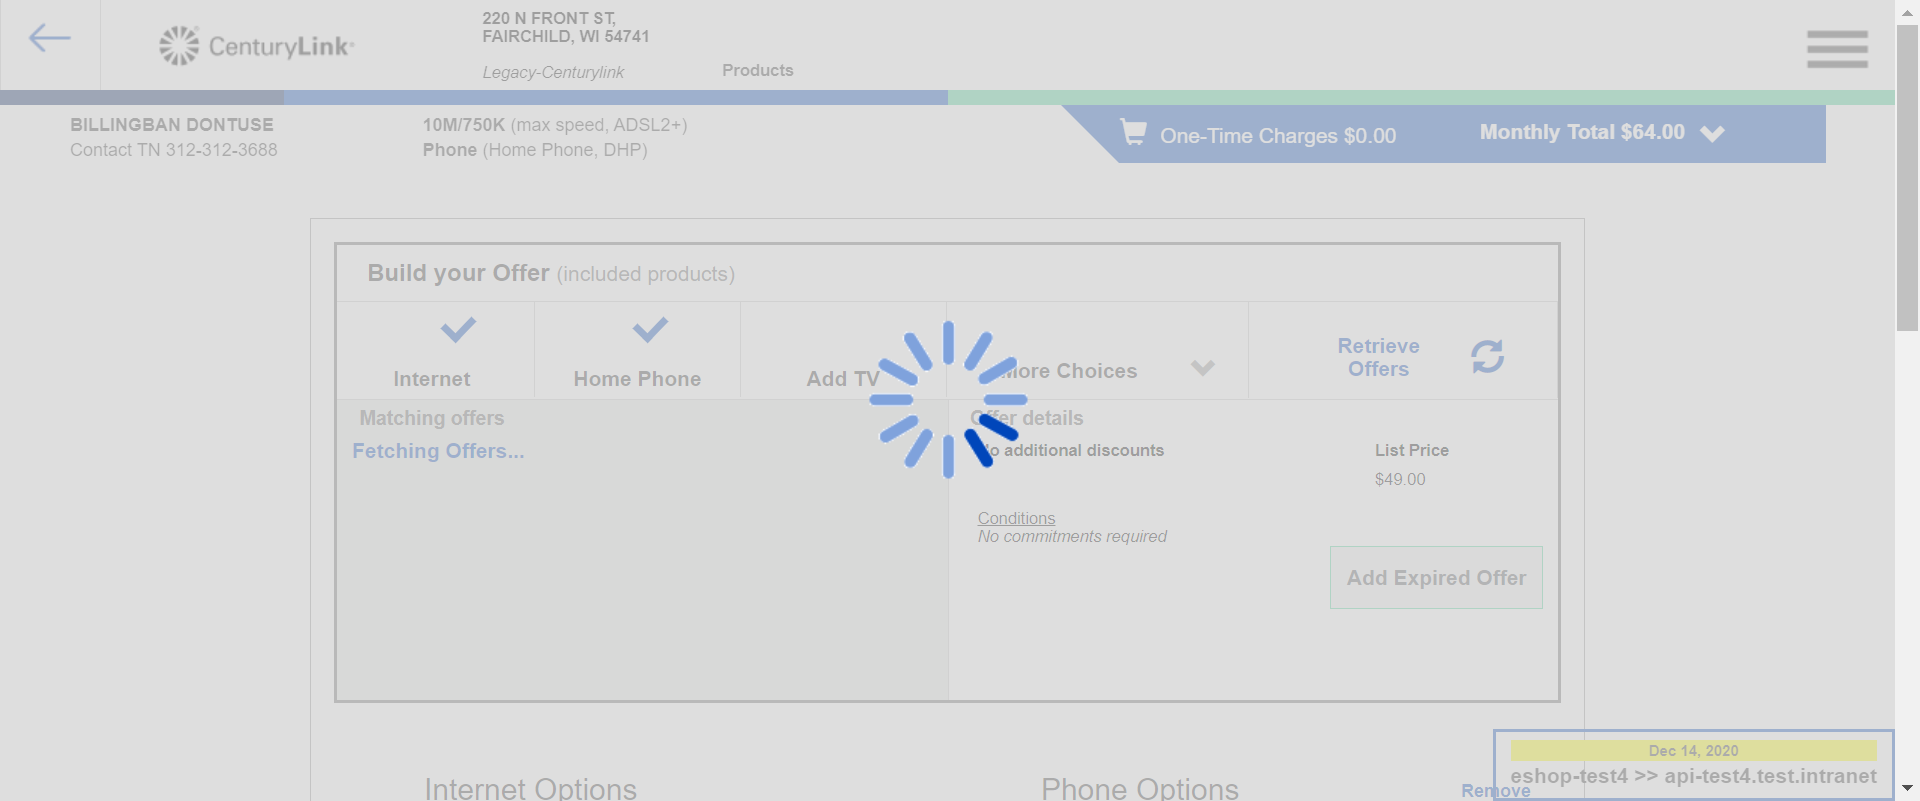 220 N FRONT ST,
FAIRCHILD, WI 54741
CenturyLink
Legacy-Centurylink
Products
BILLINGBAN DONTUSE
Contact TN 312-312-3688
10M/750K (max speed, ADSL2+)
Phone (Home Phone, DHP)
One-Time Charges $0.00
Monthly Total $64.00
Build your Offer (included products)
Internet
Home Phone
Add TV
More Choices
Retrieve
Offers
Matching offers
Fetching Offers...
Offer details
No additional discounts
List Price
$49.00
Conditions
No commitments required
Add Expired Offer
Internet Options
Phone Options
Remove
Dec 14, 2020
eshop-test4 >> api-test4.test.intranet